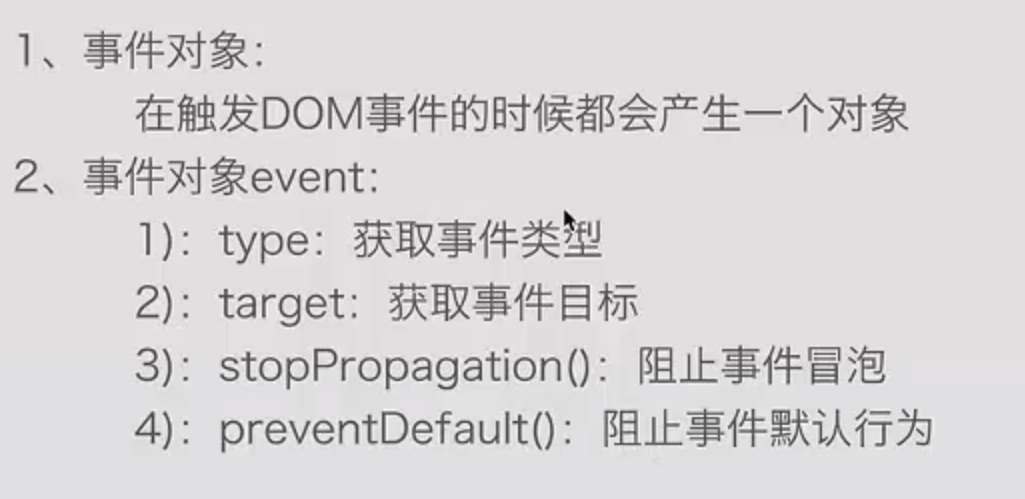 1、事件对象：
在触发DOM事件的时候都会产生一个对象
2、事件对象event：
1)：type：获取事件类型
2)：target：获取事件目标
3)：stopPropagation()：阻止事件冒泡
4)：preventDefault()：阻止事件默认行为